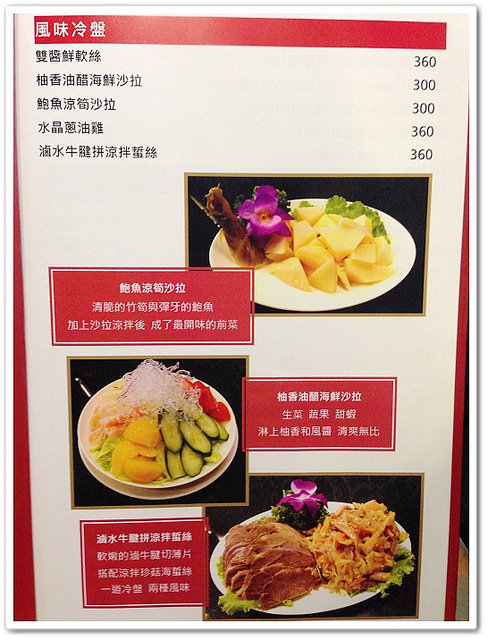 風味冷盤
雙醬鮮軟絲 360
柚香油醋海鮮沙拉 300
鮑魚涼筍沙拉 300
水晶蔥油雞 360
滷水牛腱拼涼拌蜇絲 360
鮑魚涼筍沙拉
清脆的竹筍與彈牙的鮑魚
加上沙拉涼拌後 成了最開味的前菜
柚香油醋海鮮沙拉
生菜 蔬果 甜蝦
淋上柚香和風醬 清爽無比
滷水牛腱拼涼拌蜇絲
軟嫩的滷牛腱切薄片
搭配涼拌珍菇海蜇絲
一道冷盤 兩種風味